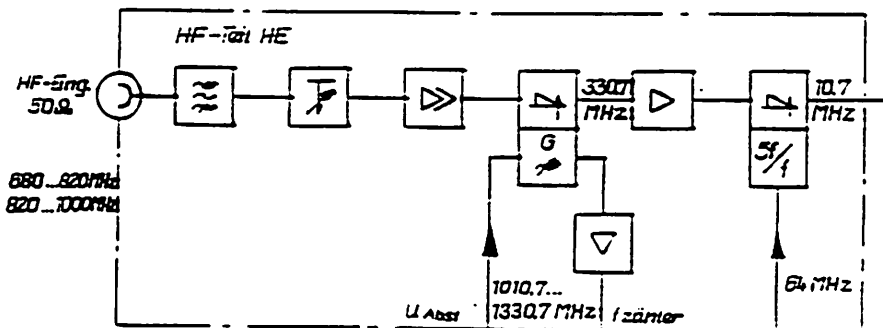 HF-Teil HE
HF-Eing.
50Ω
680...820MHz
820...1000MHz
330.7
MHz
10.7
MHz
G
5f/f
U Abst
1010.7...
1330.7 MHz
f zähler
64 MHz